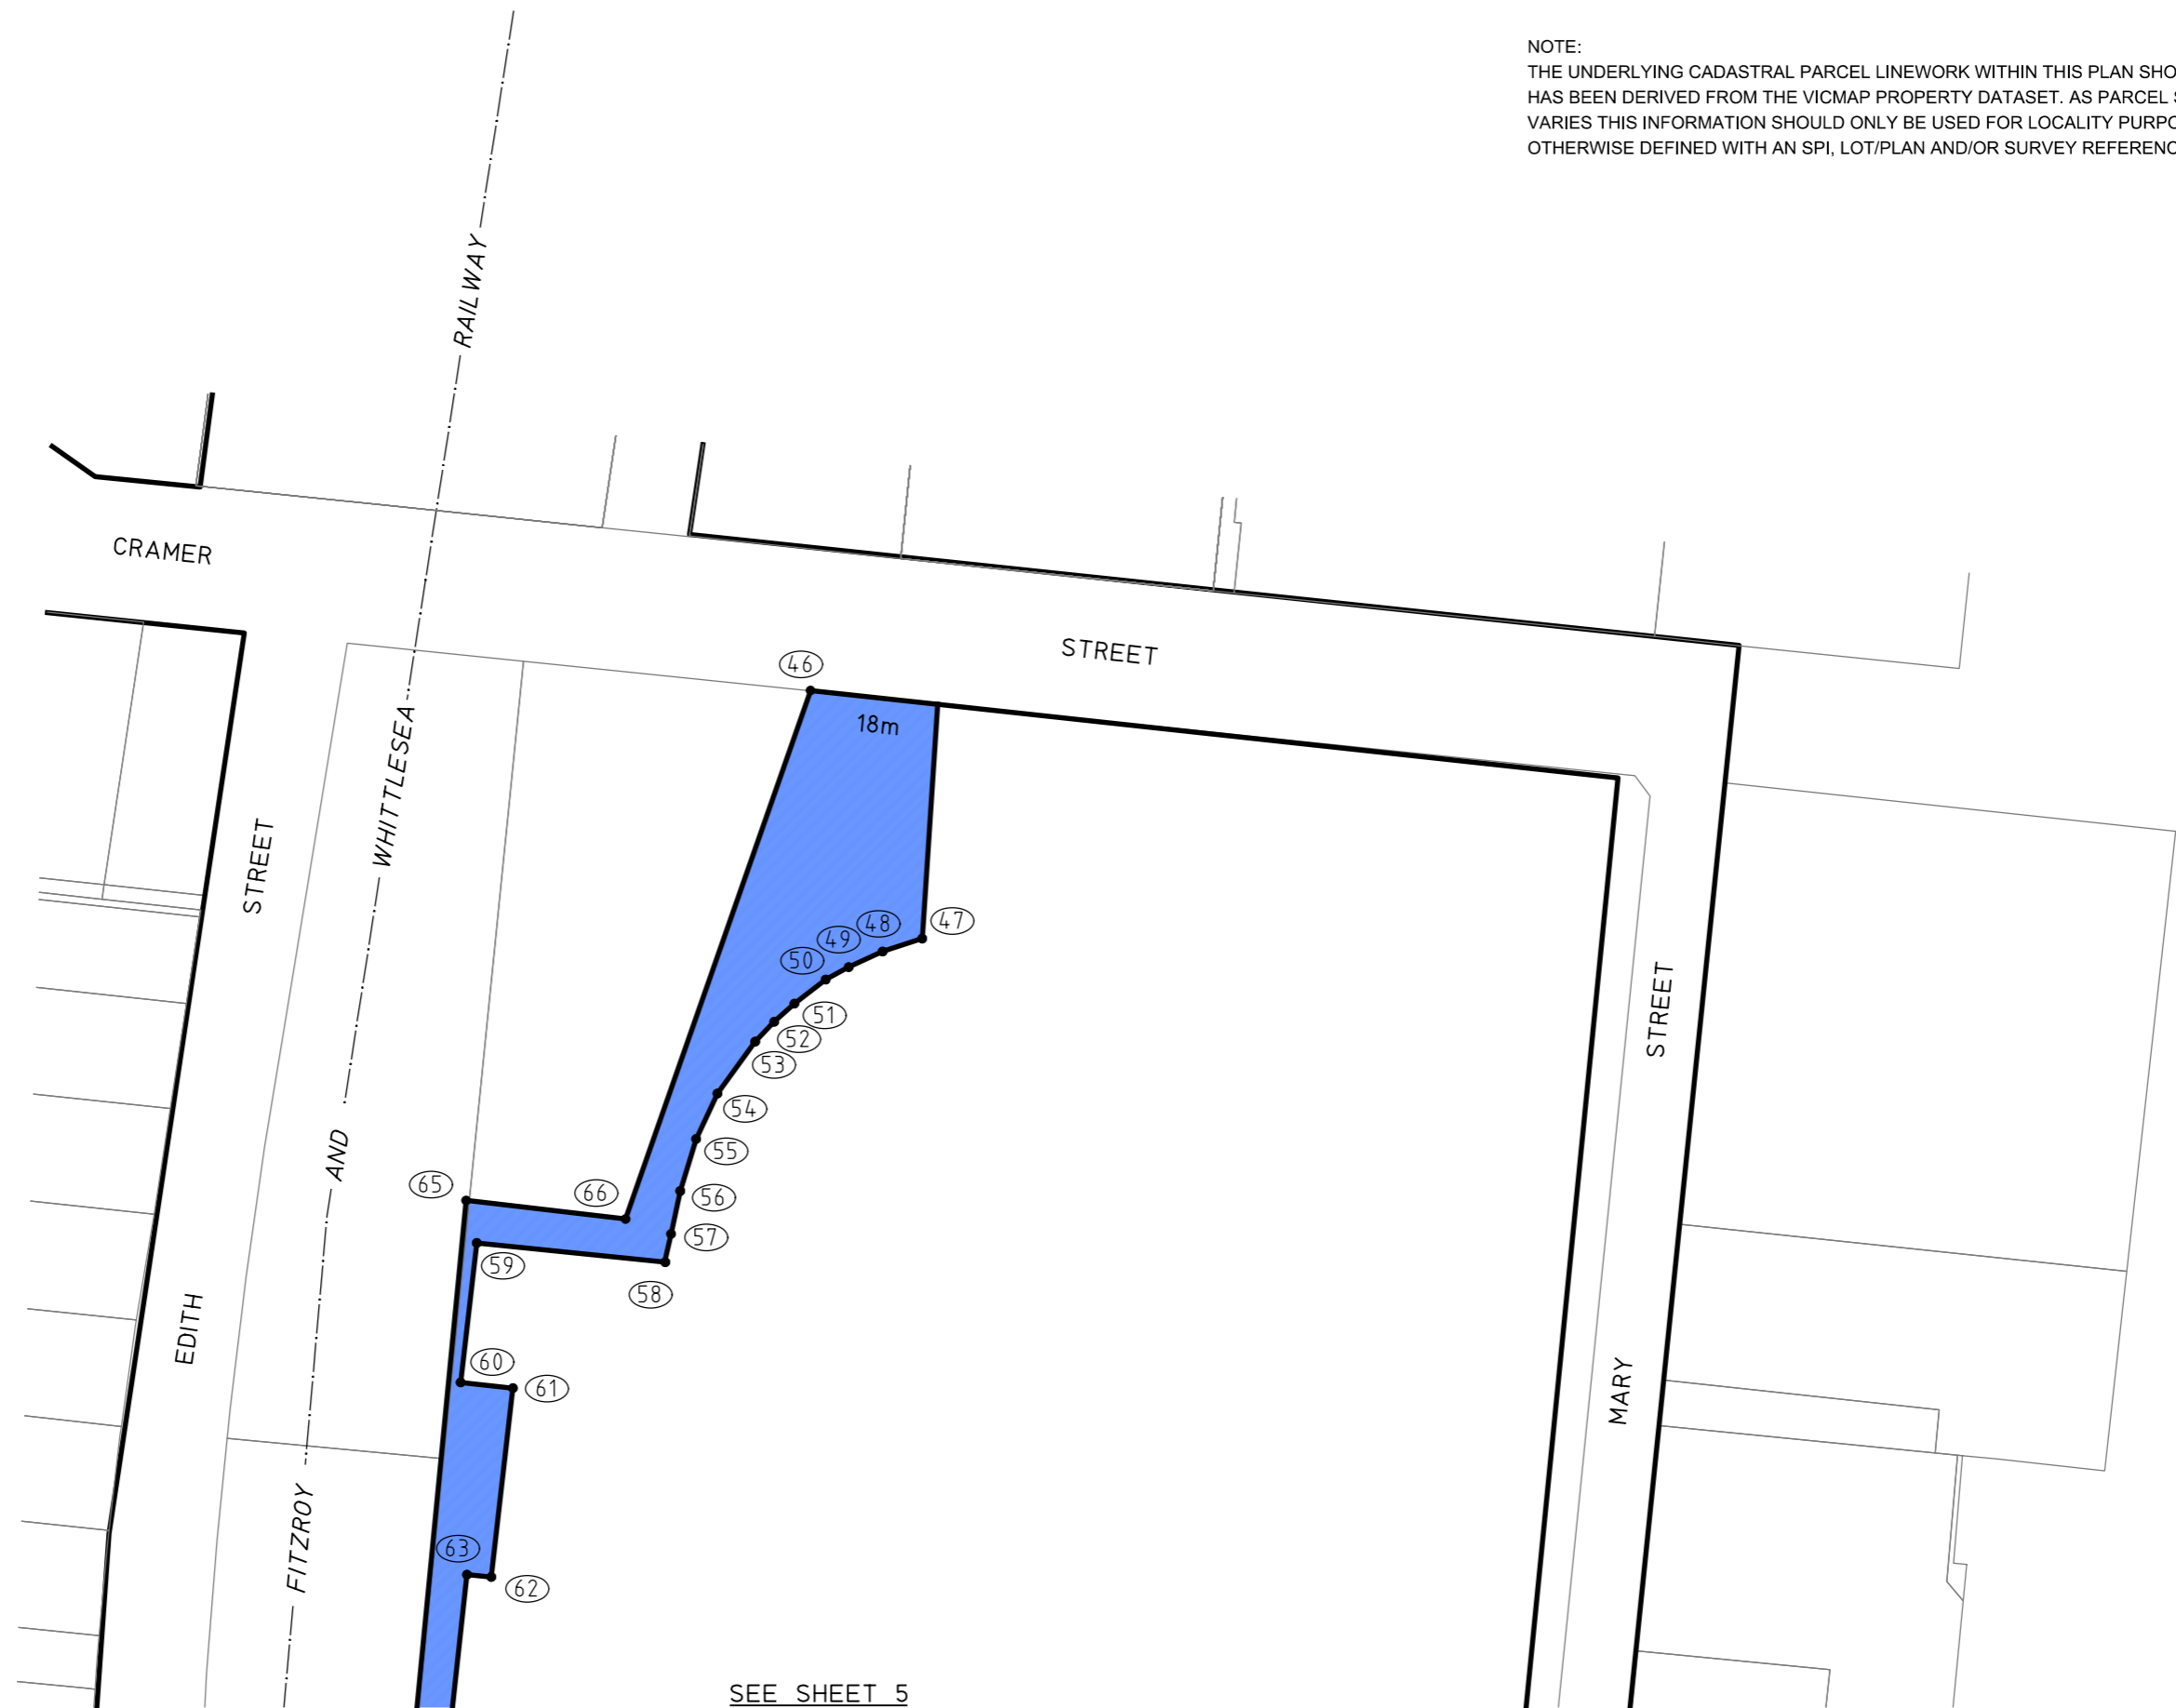 NOTE:
THE UNDERLYING CADASTRAL PARCEL LINEWORK WITHIN THIS PLAN SHO
HAS BEEN DERIVED FROM THE VICMAP PROPERTY DATASET. AS PARCEL S
VARIES THIS INFORMATION SHOULD ONLY BE USED FOR LOCALITY PURPO
OTHERWISE DEFINED WITH AN SPI, LOT/PLAN AND/OR SURVEY REFERENC
RAILWAY
CRAMER
STREET
46
18m
WHITTLESEA
STREET
47
48
49
50
51
52
53
STREET
54
55
AND
65
66
56
57
59
58
EDITH
60
61
MARY
FITZROY
63
62
SEE SHEET 5